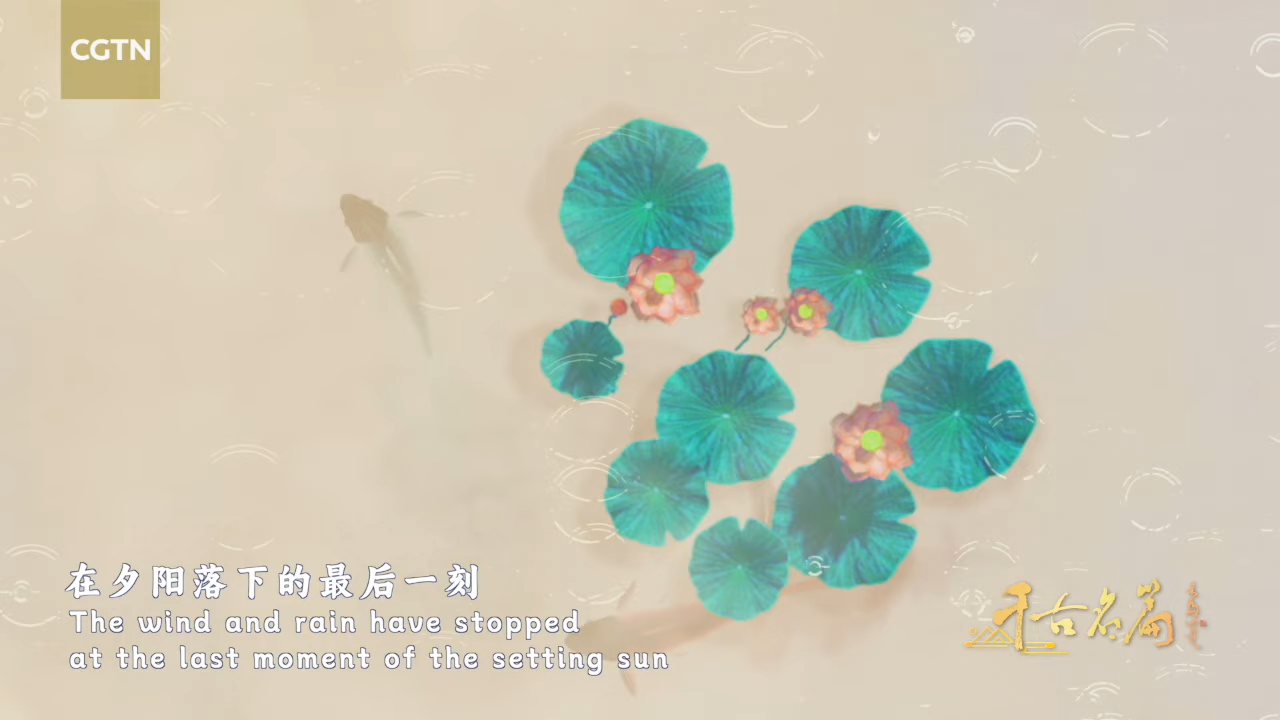 CGTN
在夕阳落下的最后一刻
The wind and rain have stopped
at the last moment of the setting sun
千古名篇